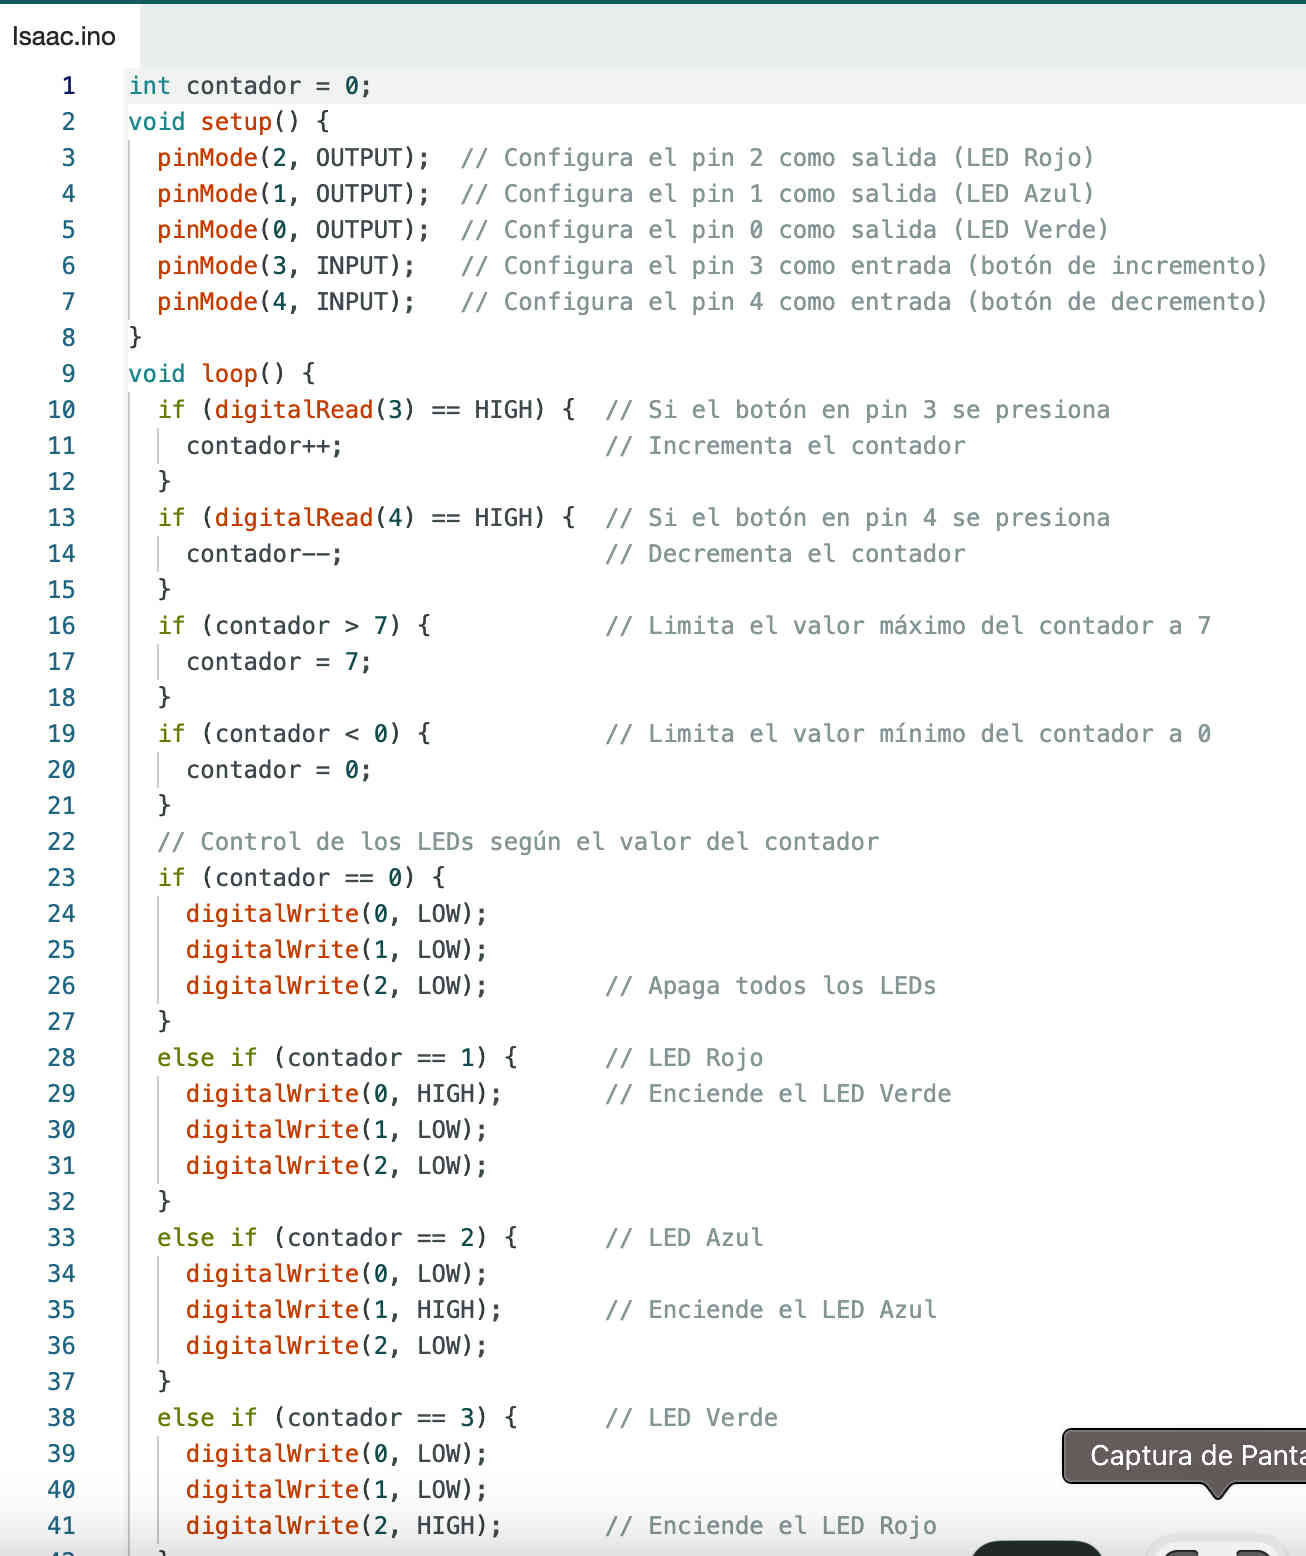 Isaac.ino
1 int contador = 0;
2 void setup() {
3 pinMode(2, OUTPUT); // Configura el pin 2 como salida (LED Rojo)
4 pinMode(1, OUTPUT); // Configura el pin 1 como salida (LED Azul)
5 pinMode(0, OUTPUT); // Configura el pin 0 como salida (LED Verde)
6 pinMode(3, INPUT); // Configura el pin 3 como entrada (botón de incremento)
7 pinMode(4, INPUT); // Configura el pin 4 como entrada (botón de decremento)
8 }
9 void loop() {
10 if (digitalRead(3) == HIGH) { // Si el botón en pin 3 se presiona
11 contador++; // Incrementa el contador
12 }
13 if (digitalRead(4) == HIGH) { // Si el botón en pin 4 se presiona
14 contador--; // Decrementa el contador
15 }
16 if (contador > 7) { // Limita el valor máximo del contador a 7
17 contador = 7;
18 }
19 if (contador < 0) { // Limita el valor mínimo del contador a 0
20 contador = 0;
21 }
22 // Control de los LEDs según el valor del contador
23 if (contador == 0) {
24 digitalWrite(0, LOW);
25 digitalWrite(1, LOW);
26 digitalWrite(2, LOW); // Apaga todos los LEDs
27 }
28 else if (contador == 1) { // LED Rojo
29 digitalWrite(0, HIGH); // Enciende el LED Verde
30 digitalWrite(1, LOW);
31 digitalWrite(2, LOW);
32 }
33 else if (contador == 2) { // LED Azul
34 digitalWrite(0, LOW);
35 digitalWrite(1, HIGH); // Enciende el LED Azul
36 digitalWrite(2, LOW);
37 }
38 else if (contador == 3) { // LED Verde
39 digitalWrite(0, LOW);
Captura de Panta
40 digitalWrite(1, LOW);
41 digitalWrite(2, HIGH); // Enciende el LED Rojo